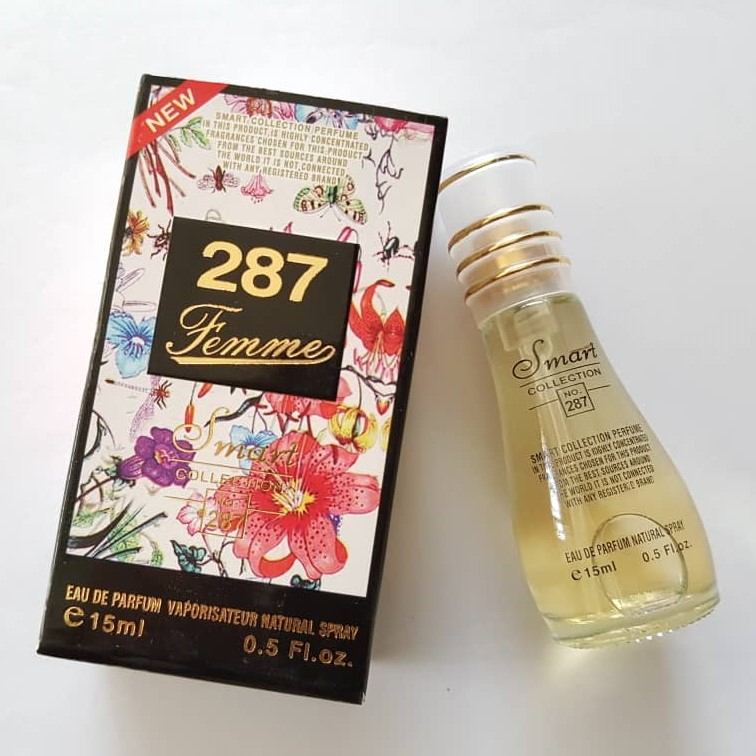 NEW
SMART COLLECTION PERFUME
IN THIS PRODUCT IS HIGHLY CONCENTRATED
FRAGRANCES CHOSEN FOR THIS PRODUCT
FROM THE BEST SOURCES AROUND
THE WORLD IT IS NOT CONNECTED
WITH ANY REGISTERED BRAND
287
Femme
Smart
COLLECTION
NO.
287
EAU DE PARFUM VAPORISATEUR NATURAL SPRAY
e15ml
0.5 Fl.oz.
Smart
COLLECTION
NO.
287
SMART COLLECTION PERFUME
IN THIS PRODUCT IS HIGHLY CONCENTRATED
FRAGRANCES CHOSEN FOR THIS PRODUCT
FROM THE BEST SOURCES AROUND
THE WORLD IT IS NOT CONNECTED
WITH ANY REGISTERED BRAND
EAU DE PARFUM NATURAL SPRAY
e15ml 0.5 Fl.oz.